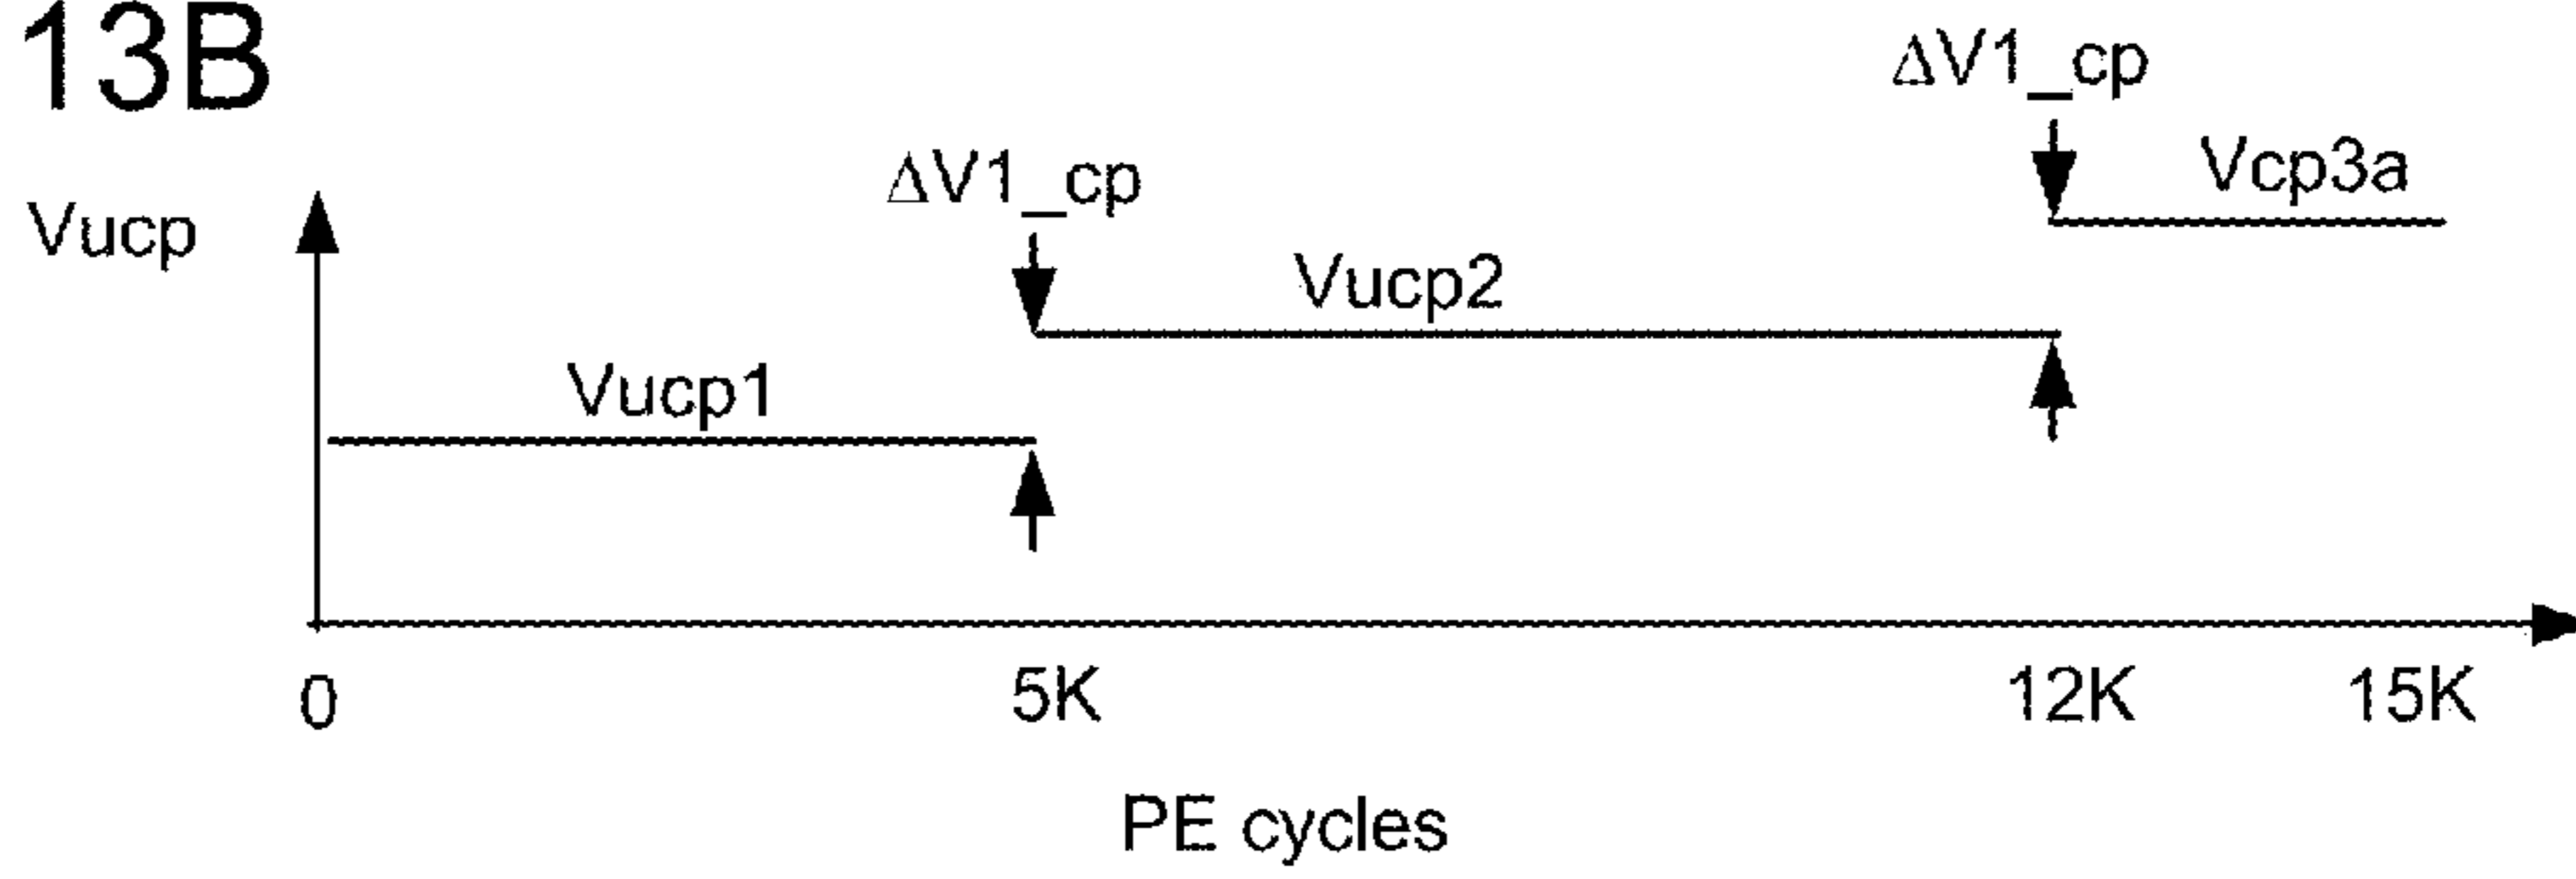 13B
ΔV1_cp
Vcp3a
ΔV1_cp
Vucp
Vucp2
Vucp1
0 5K 12K 15K
PE cycles